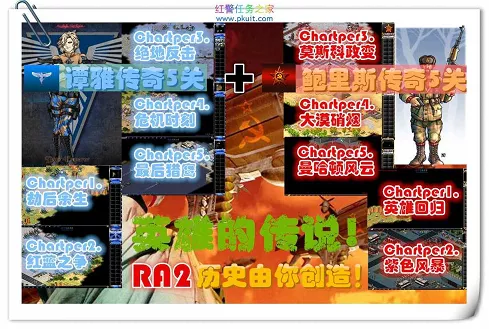 红警任务之家
www.pkuit.com
Chartper3.
绝地反击
谭雅传奇5关
Chartper4.
危机时刻
Chartper5.
最后指鹰
Chartper1.
劫后余生
Chartper2.
红蓝之争
+
Chartper3.
莫斯科政变
鲍里斯传奇5关
Chartper4.
大漠硝烟
Chartper5.
曼哈顿风云
Chartper1.
英雄回归
Chartper2.
紫色风暴
英雄的传说!
RA2 历史由你创造!